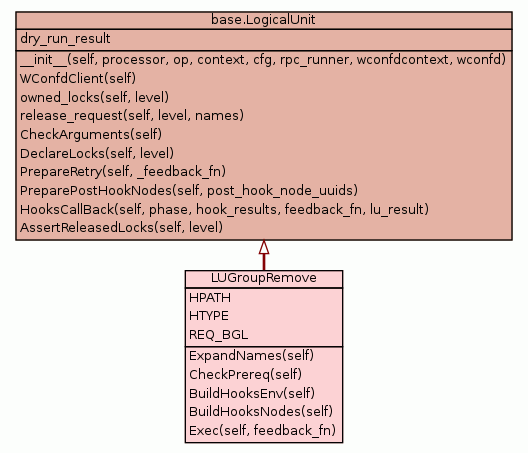 base.LogicalUnit
dry_run_result
__init__(self, processor, op, context, cfg, rpc_runner, wconfdcontext, wconfd)
WConfdClient(self)
owned_locks(self, level)
release_request(self, level, names)
CheckArguments(self)
DeclareLocks(self, level)
PrepareRetry(self, _feedback_fn)
PreparePostHookNodes(self, post_hook_node_uuids)
HooksCallBack(self, phase, hook_results, feedback_fn, lu_result)
AssertReleasedLocks(self, level)
LUGroupRemove
HPATH
HTYPE
REQ_BGL
ExpandNames(self)
CheckPrereq(self)
BuildHooksEnv(self)
BuildHooksNodes(self)
Exec(self, feedback_fn)